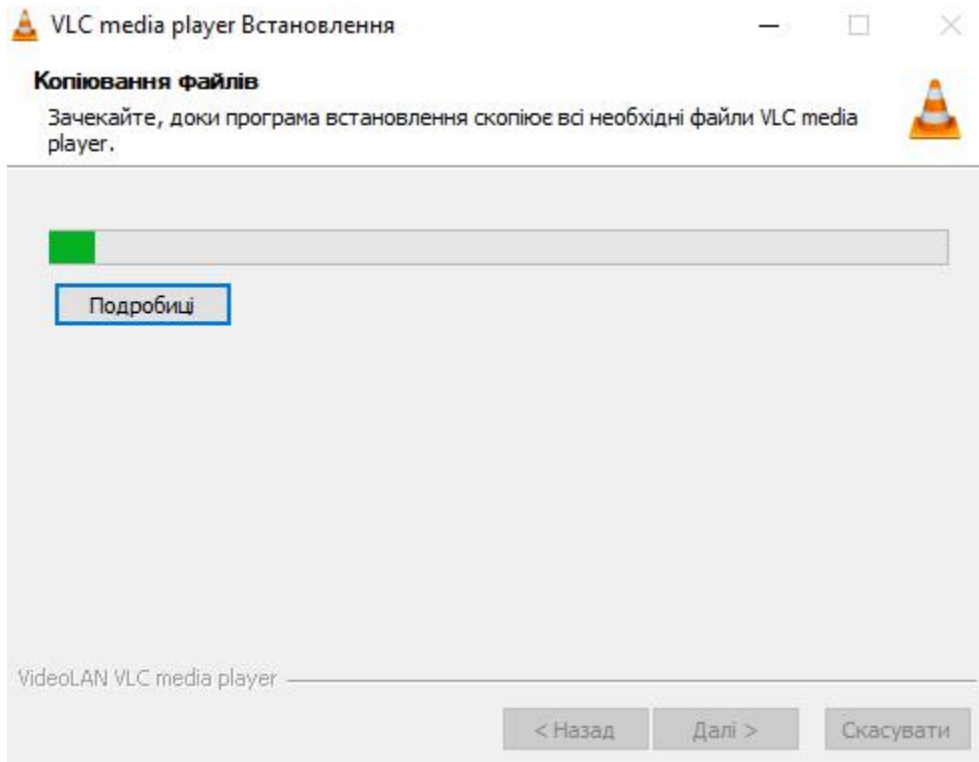 VLC media player Встановлення
Копіювання файлів
Зачекайте, доки програма встановлення скопіює всі необхідні файли VLC media
player.
Подробиці
VideoLAN VLC media player
< Назад
Далі >
Скасувати